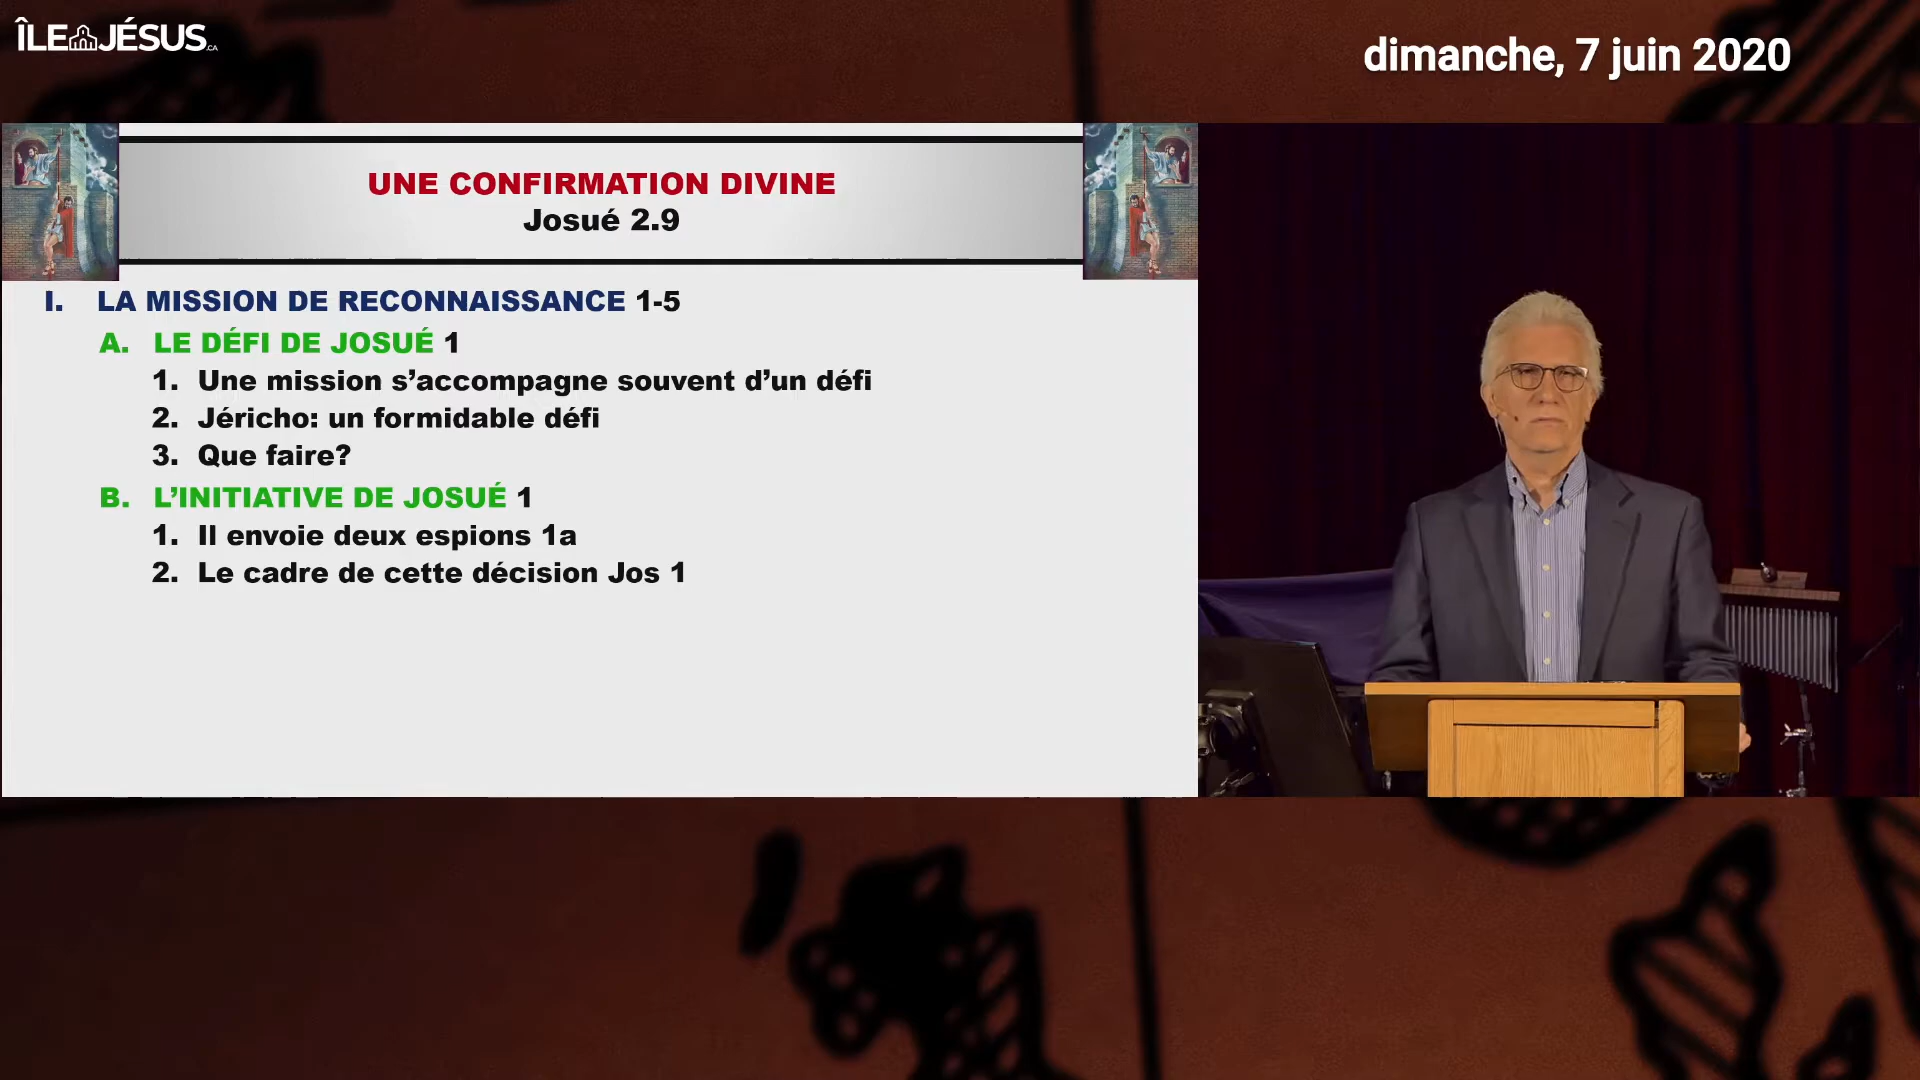 ÎLE JÉSUS.CA
dimanche, 7 juin 2020
UNE CONFIRMATION DIVINE
Josué 2.9
I. LA MISSION DE RECONNAISSANCE 1-5
A. LE DÉFI DE JOSUÉ 1
1. Une mission s’accompagne souvent d’un défi
2. Jéricho: un formidable défi
3. Que faire?
B. L’INITIATIVE DE JOSUÉ 1
1. Il envoie deux espions 1a
2. Le cadre de cette décision Jos 1